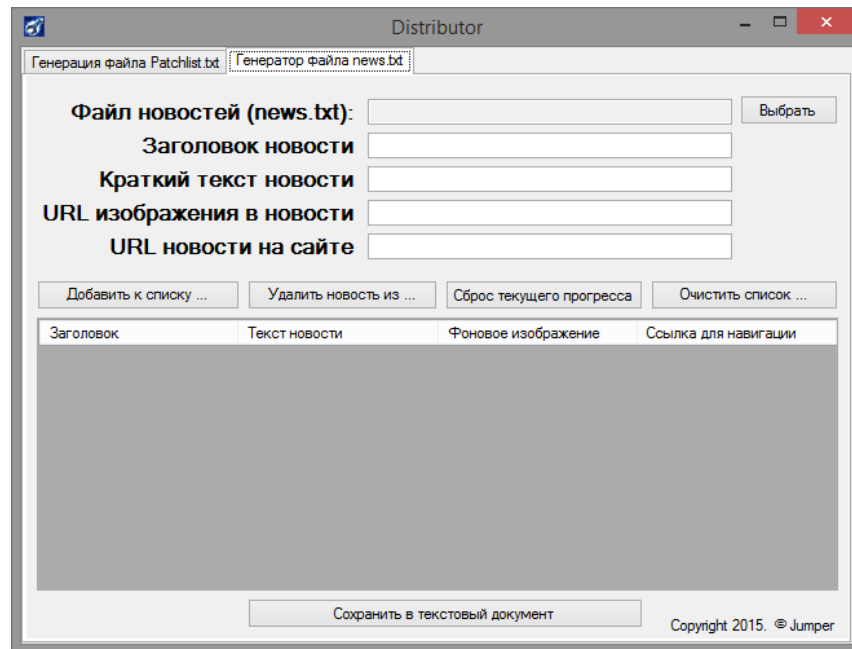 Distributor
Генерация файла Patchlist.txt Генератор файла news.txt
Файл новостей (news.txt): Выбрать
Заголовок новости
Краткий текст новости
URL изображения в новости
URL новости на сайте
Добавить к списку ... Удалить новость из ... Сброс текущего прогресса Очистить список ...
Заголовок Текст новости Фоновое изображение Ссылка для навигации
Сохранить в текстовый документ
Copyright 2015. © Jumper